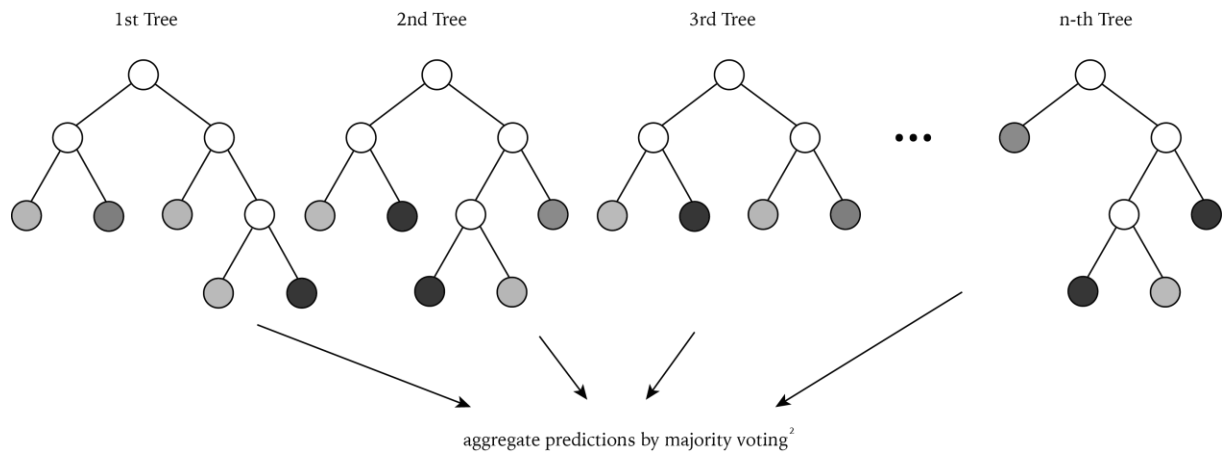 1st Tree
2nd Tree
3rd Tree
n-th Tree
aggregate predictions by majority voting²